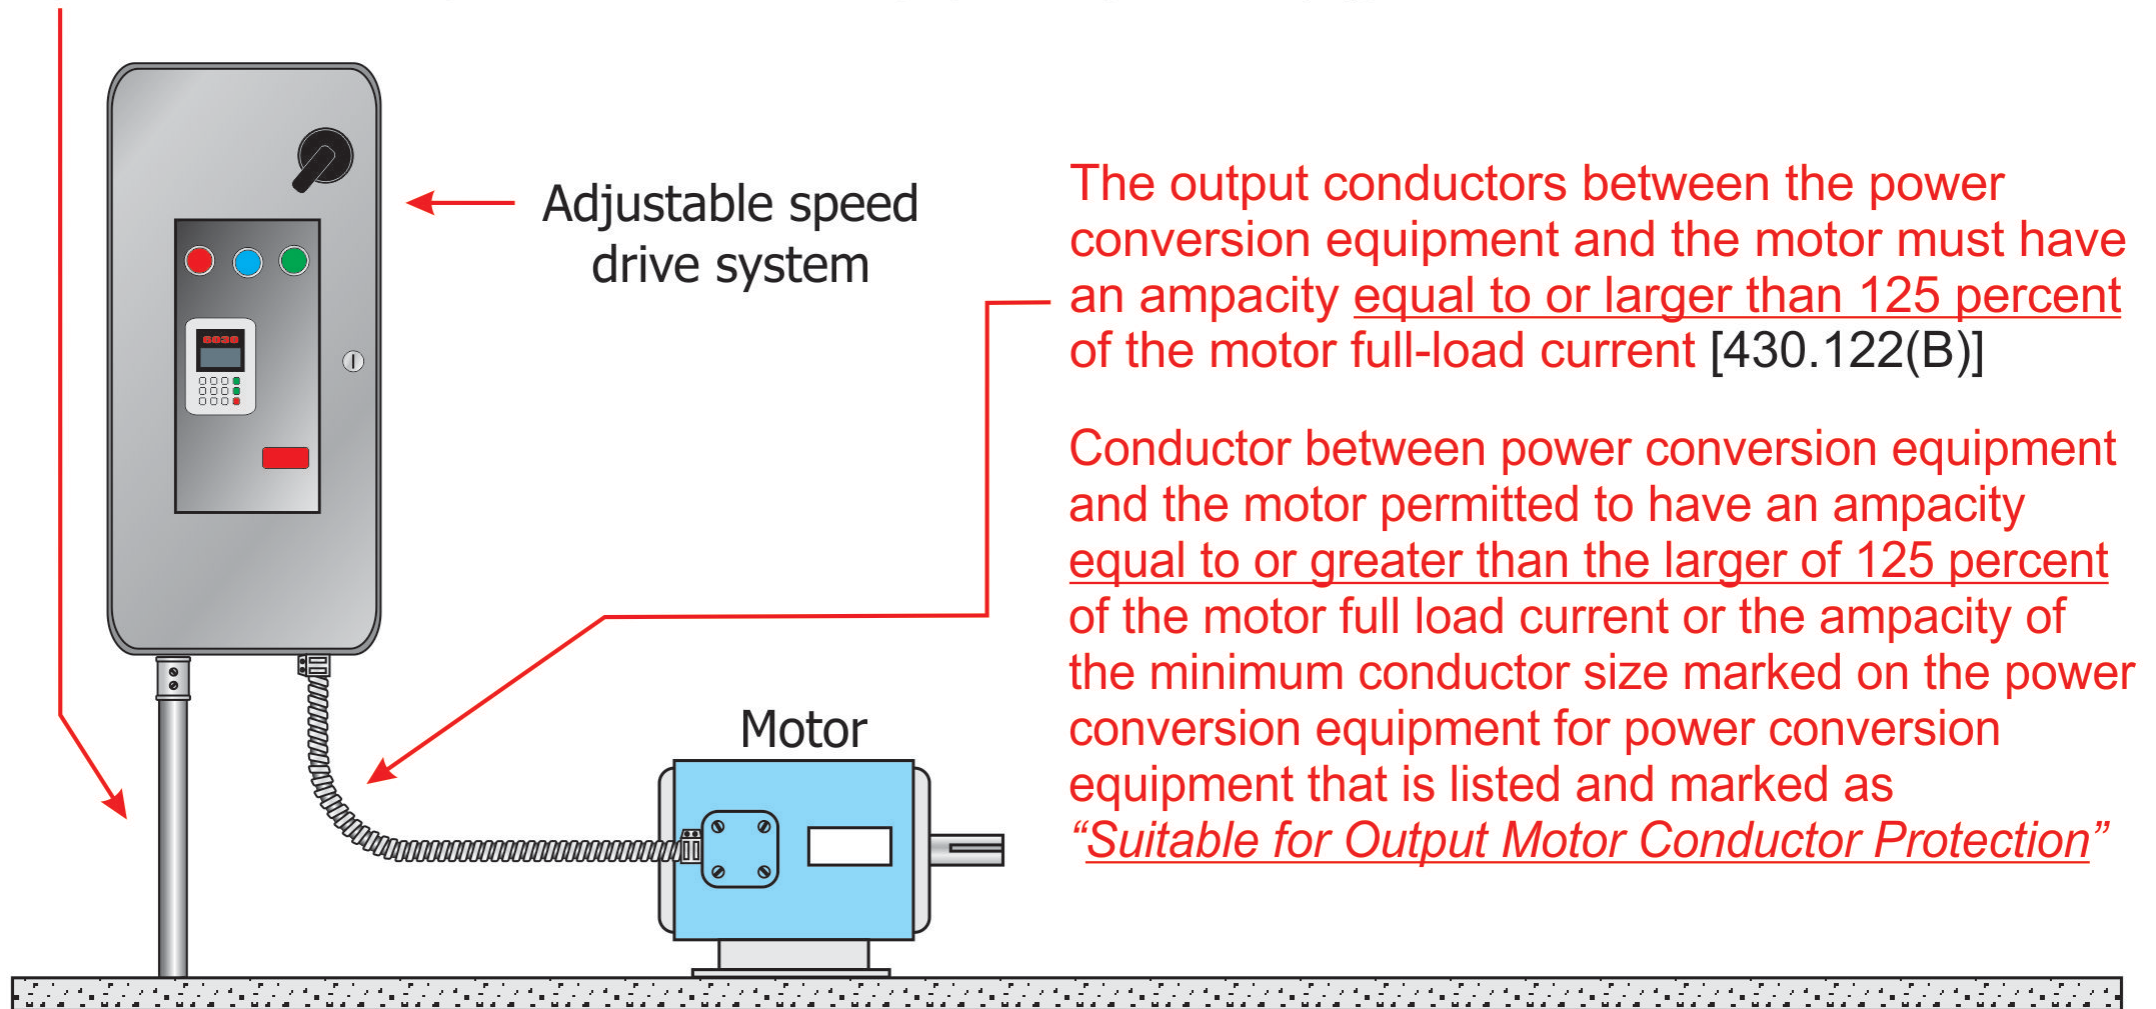 Adjustable speed
drive system
The output conductors between the power
conversion equipment and the motor must have
an ampacity equal to or larger than 125 percent
of the motor full-load current [430.122(B)]
Conductor between power conversion equipment
and the motor permitted to have an ampacity
equal to or greater than the larger of 125 percent
of the motor full load current or the ampacity of
the minimum conductor size marked on the power
conversion equipment for power conversion
equipment that is listed and marked as
“Suitable for Output Motor Conductor Protection”
Motor